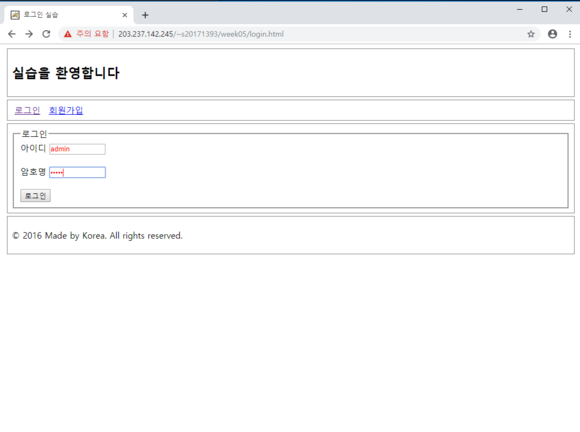 로그인 실습
주의 요함 | 203.237.142.245/~s20171393/week05/login.html
실습을 환영합니다
로그인 회원가입
로그인
아이디 admin
암호명 •••••
로그인
© 2016 Made by Korea. All rights reserved.